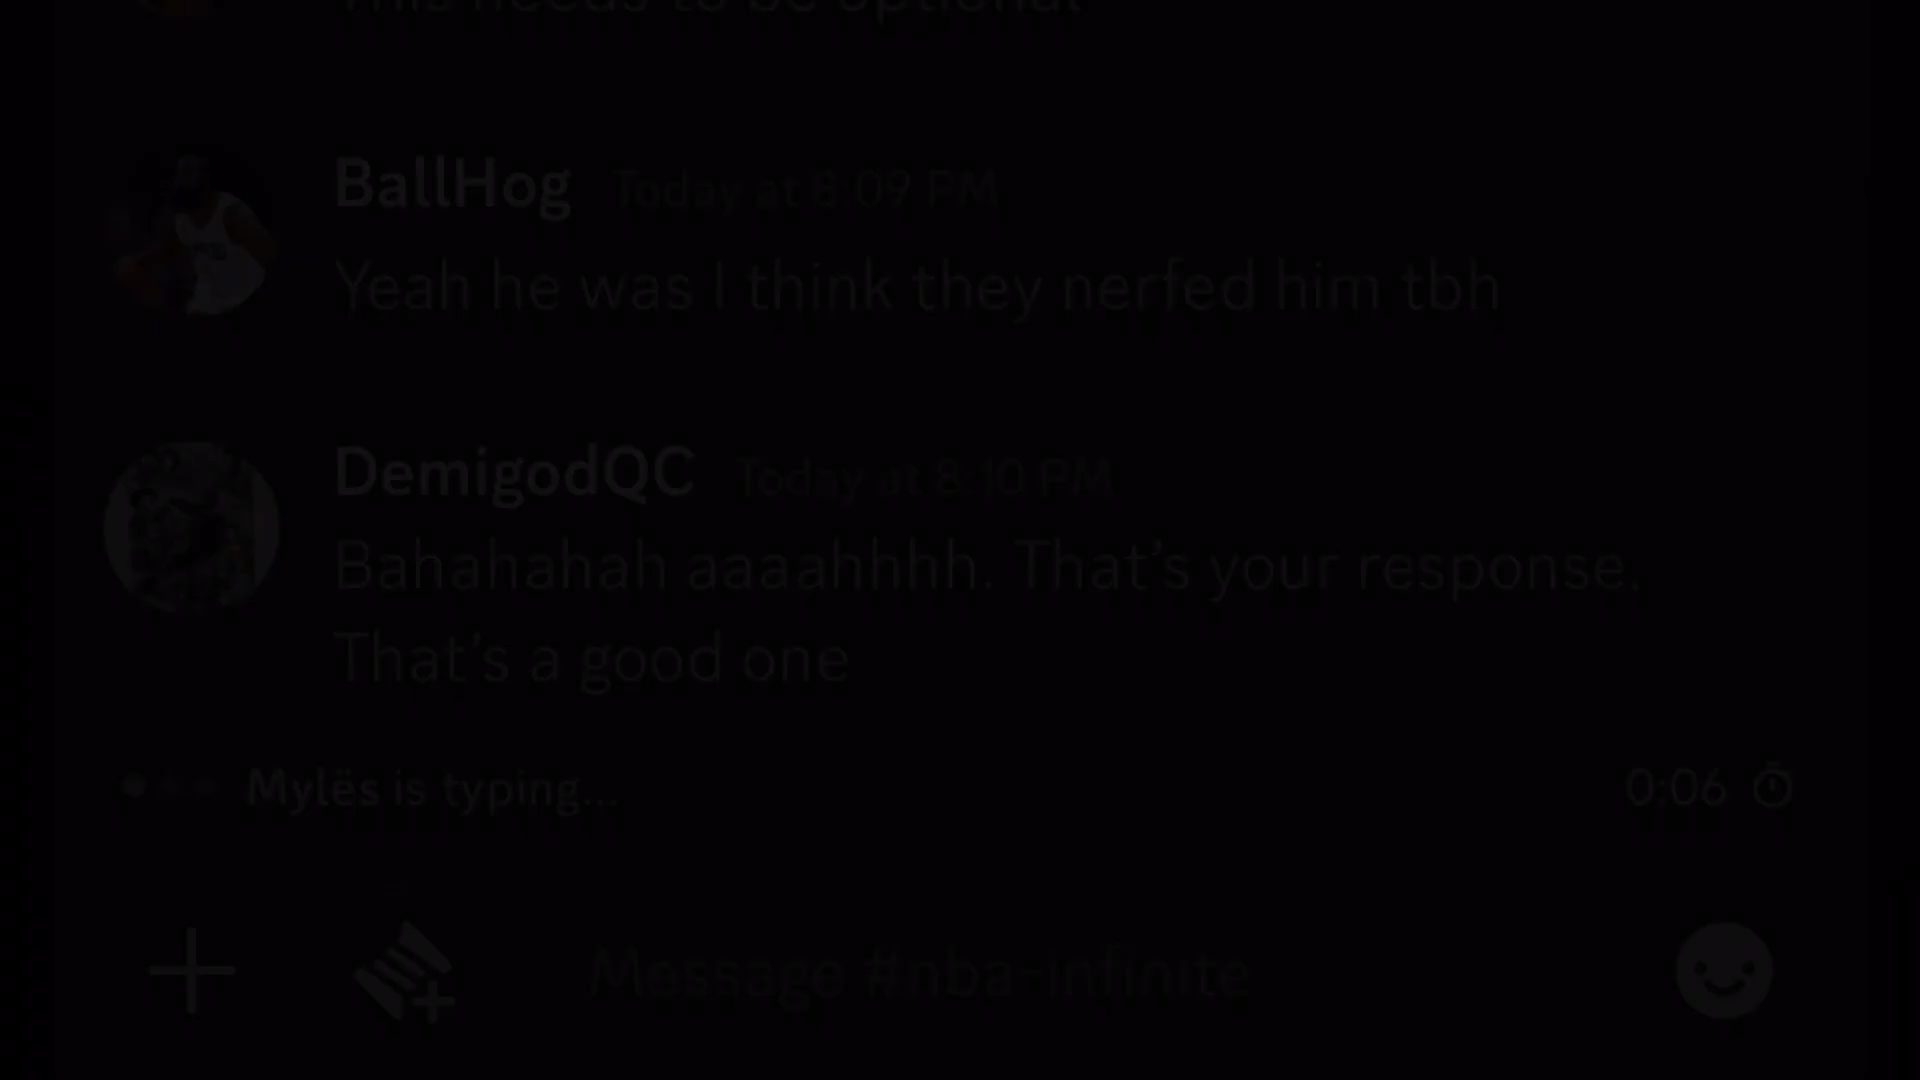 This needs to be optional
BallHog Today at 8:09 PM
Yeah he was I think they nerfed him tbh
DemigodQC Today at 8:10 PM
Bahahahah aaaahhhh. That's your response.
That's a good one
Mylës is typing... 0:06
Message #nba-infinite